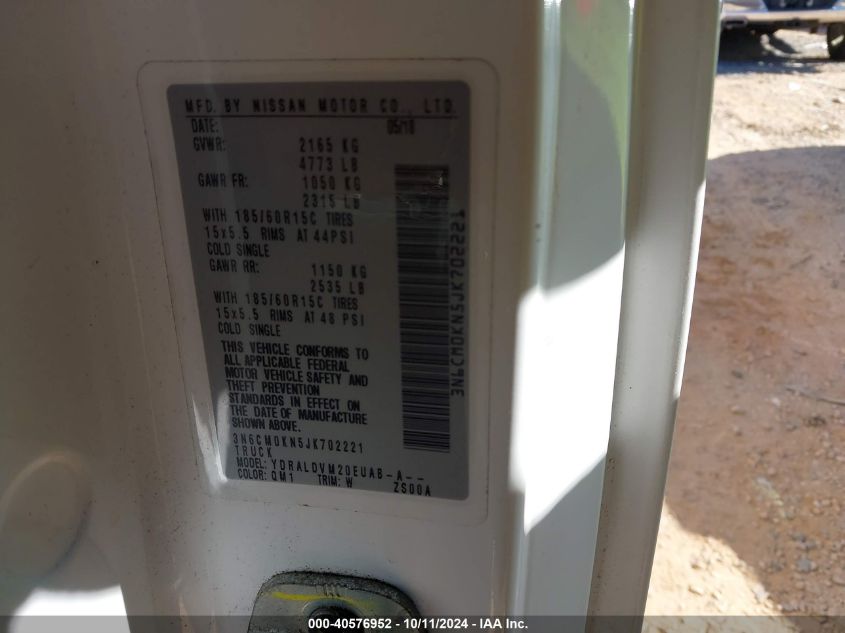 MFD. BY NISSAN MOTOR CO., LTD.
DATE: 05/18
GVWR: 2165 KG
4773 LB
GAWR FR: 1050 KG
2315 LB
WITH 185/60R15C TIRES
15x5.5 RIMS AT 44PSI
COLD SINGLE
GAWR RR: 1150 KG
2535 LB
WITH 185/60R15C TIRES
15x5.5 RIMS AT 48 PSI
COLD SINGLE
THIS VEHICLE CONFORMS TO
ALL APPLICABLE FEDERAL
MOTOR VEHICLE SAFETY AND
THEFT PREVENTION
STANDARDS IN EFFECT ON
THE DATE OF MANUFACTURE
SHOWN ABOVE.
3N6CM0KN5JK702221
TRUCK
MODEL: YDRALDVM20EUAB-A--
COLOR: QM1 TRIM: W ZS00A
3N6CM0KN5JK702221
000-40576952 - 10/11/2024 - IAA Inc.